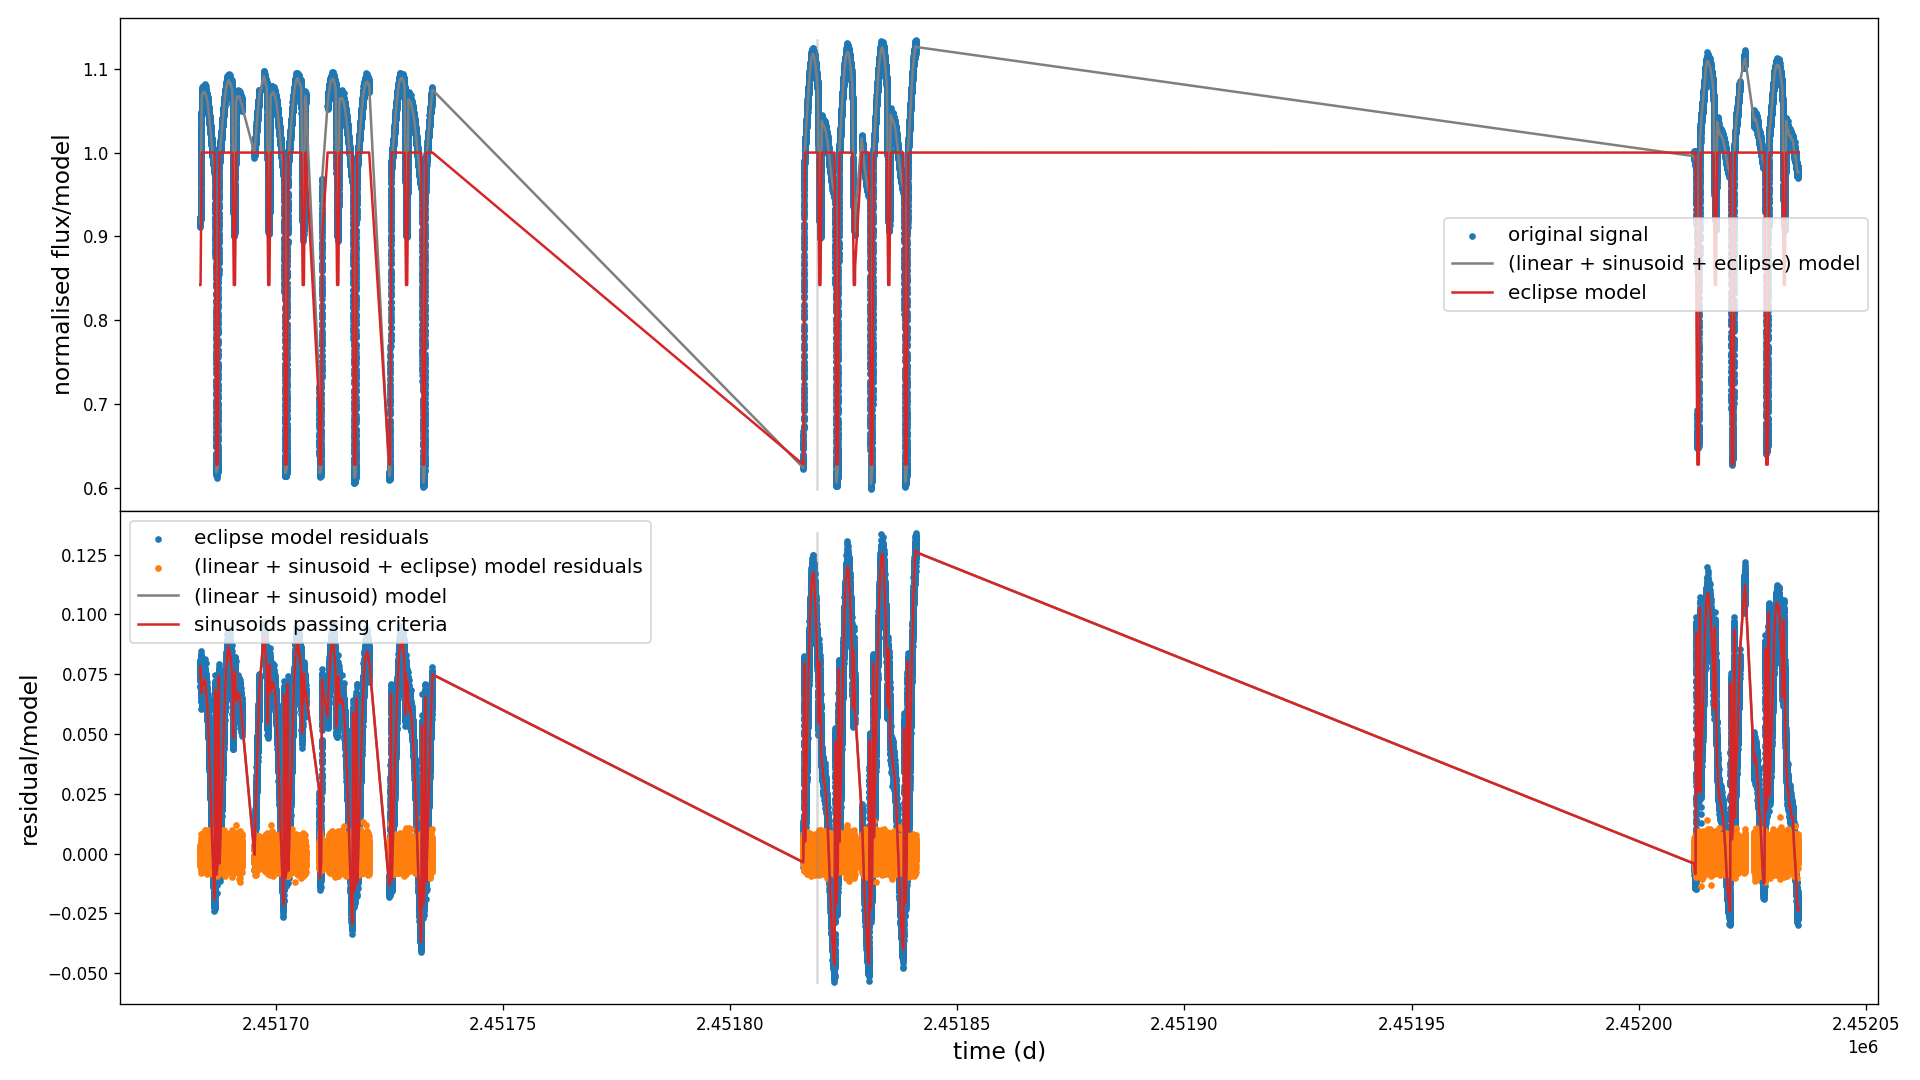 1.1
1.0
0.9
0.8
0.7
0.6
normalised flux/model
original signal
(linear + sinusoid + eclipse) model
eclipse model
0.125
0.100
0.075
0.050
0.025
0.000
−0.025
−0.050
residual/model
eclipse model residuals
(linear + sinusoid + eclipse) model residuals
(linear + sinusoid) model
sinusoids passing criteria
2.45170
2.45175
2.45180
2.45185
2.45190
2.45195
2.45200
2.45205
1e6
time (d)